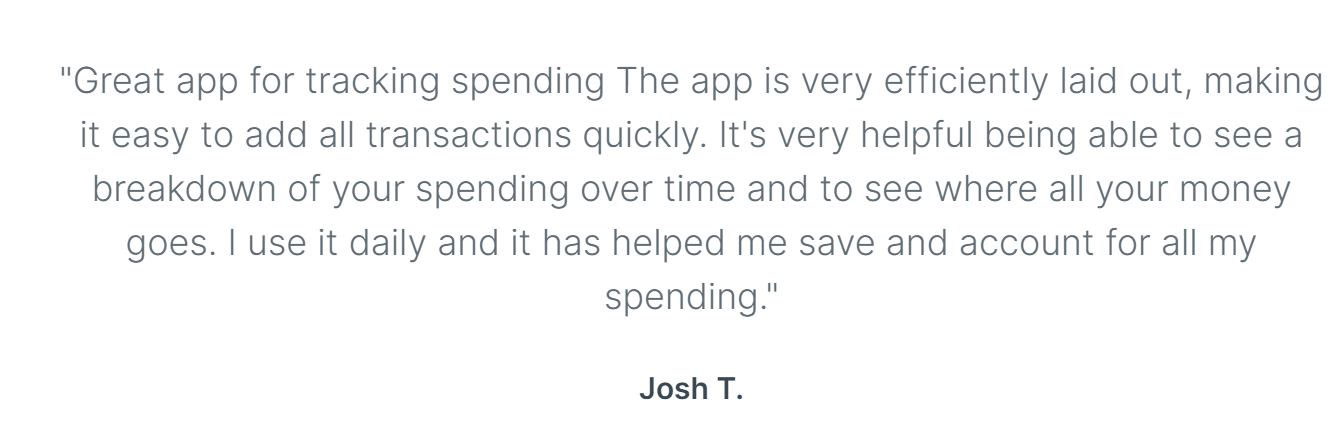 "Great app for tracking spending The app is very efficiently laid out, making
it easy to add all transactions quickly. It's very helpful being able to see a
breakdown of your spending over time and to see where all your money
goes. I use it daily and it has helped me save and account for all my
spending."
Josh T.